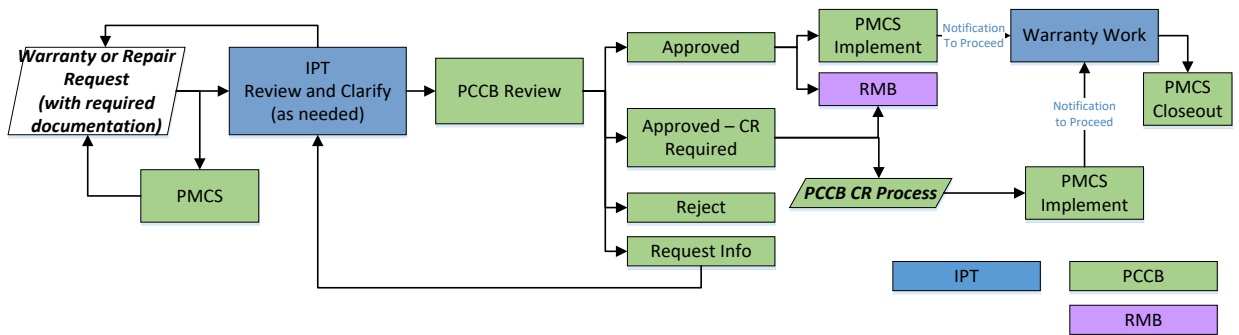 Warranty or Repair
Request
(with required
documentation)
PMCS
IPT
Review and Clarify
(as needed)
PCCB Review
Approved
Approved – CR
Required
Reject
Request Info
PMCS
Implement
RMB
PCCB CR Process
Notification
To Proceed
Warranty Work
PMCS
Closeout
Notification
to Proceed
PMCS
Implement
IPT
PCCB
RMB